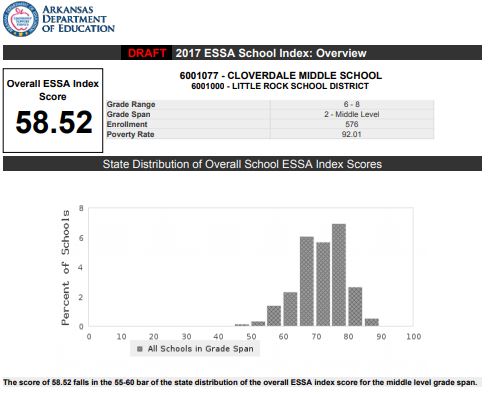 ARKANSAS
DEPARTMENT
OF EDUCATION
DRAFT 2017 ESSA School Index: Overview
Overall ESSA Index
Score
58.52
6001077 - CLOVERDALE MIDDLE SCHOOL
6001000 - LITTLE ROCK SCHOOL DISTRICT
Grade Range 6 - 8
Grade Span 2 - Middle Level
Enrollment 576
Poverty Rate 92.01
State Distribution of Overall School ESSA Index Scores
Percent of Schools
8
6
4
2
0
0 10 20 30 40 50 60 70 80 90 100
All Schools in Grade Span
The score of 58.52 falls in the 55-60 bar of the state distribution of the overall ESSA index score for the middle level grade span.